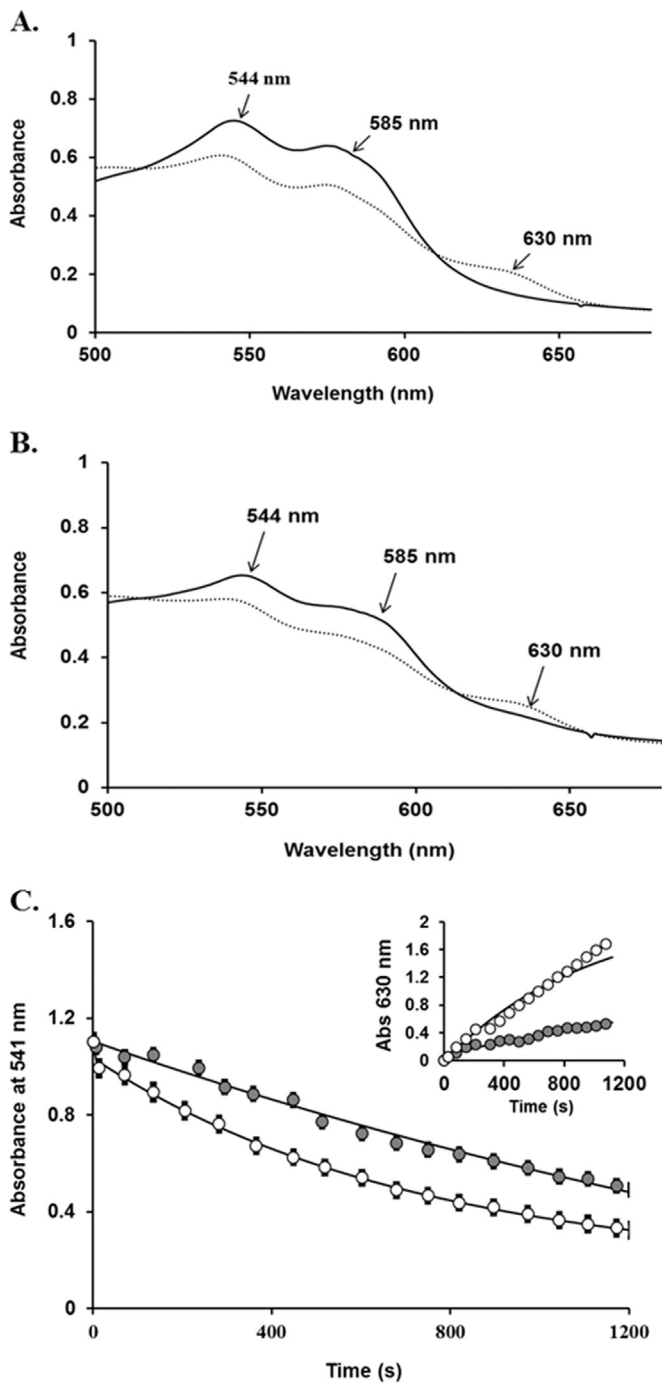 A.
1
0.8
0.6
0.4
0.2
0
Absorbance
544 nm
585 nm
630 nm
500
550
600
650
Wavelength (nm)
B.
1
0.8
0.6
0.4
0.2
0
Absorbance
544 nm
585 nm
630 nm
500
550
600
650
Wavelength (nm)
C.
1.6
1.2
0.8
0.4
0
Absorbance at 541 nm
2
1.6
1.2
0.8
0.4
0
Abs 630 nm
0
400
800
1200
Time (s)
0
400
800
1200
Time (s)